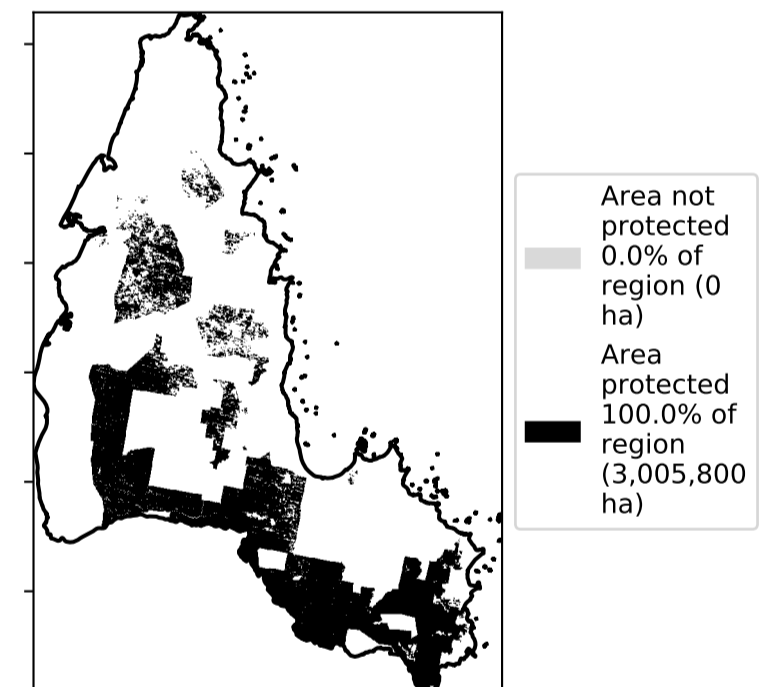 Area not
protected
0.0% of
region (0
ha)
Area
protected
100.0% of
region
(3,005,800
ha)